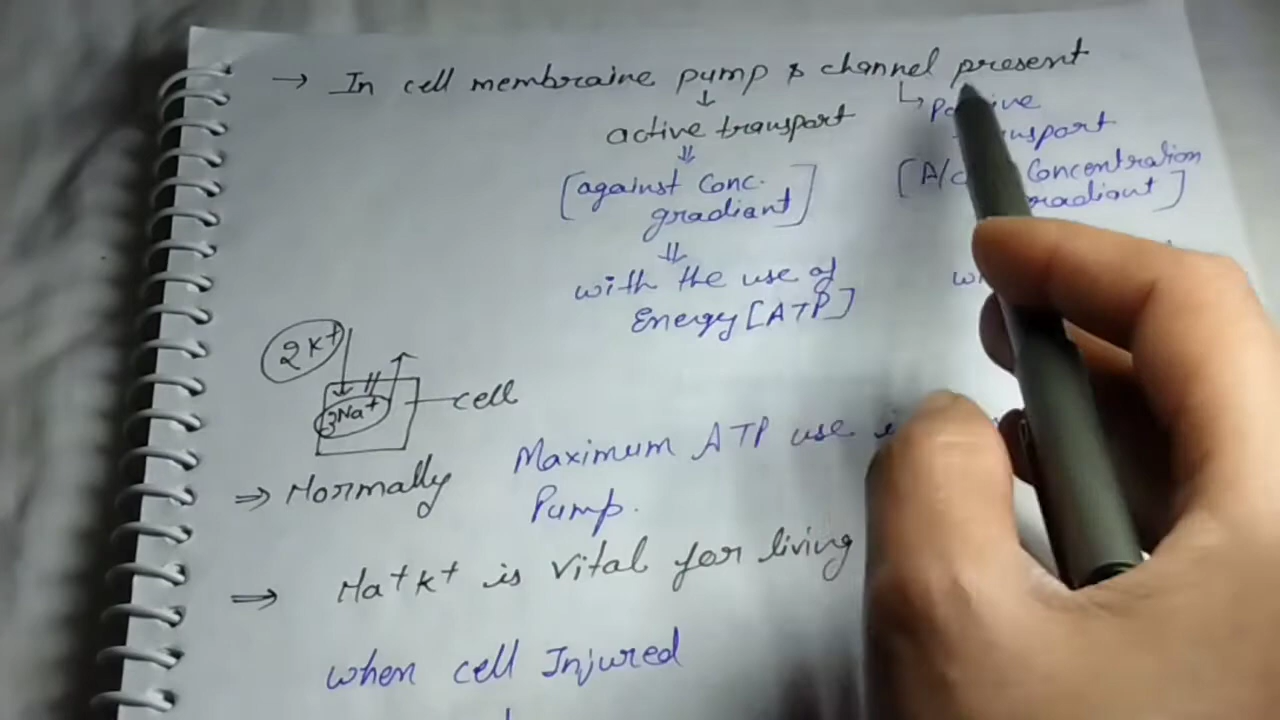 → In cell membraine pump & channel present
↓
active transport
⇓
[against Conc.
gradiant]
⇓
with the use of
Energy [ATP]
↳
[ Concentration
]
2K+
3Na+
cell
⇒ Normally Maximum ATP use
Pump.
⇒ Na+K+ is vital for living
when cell Injured